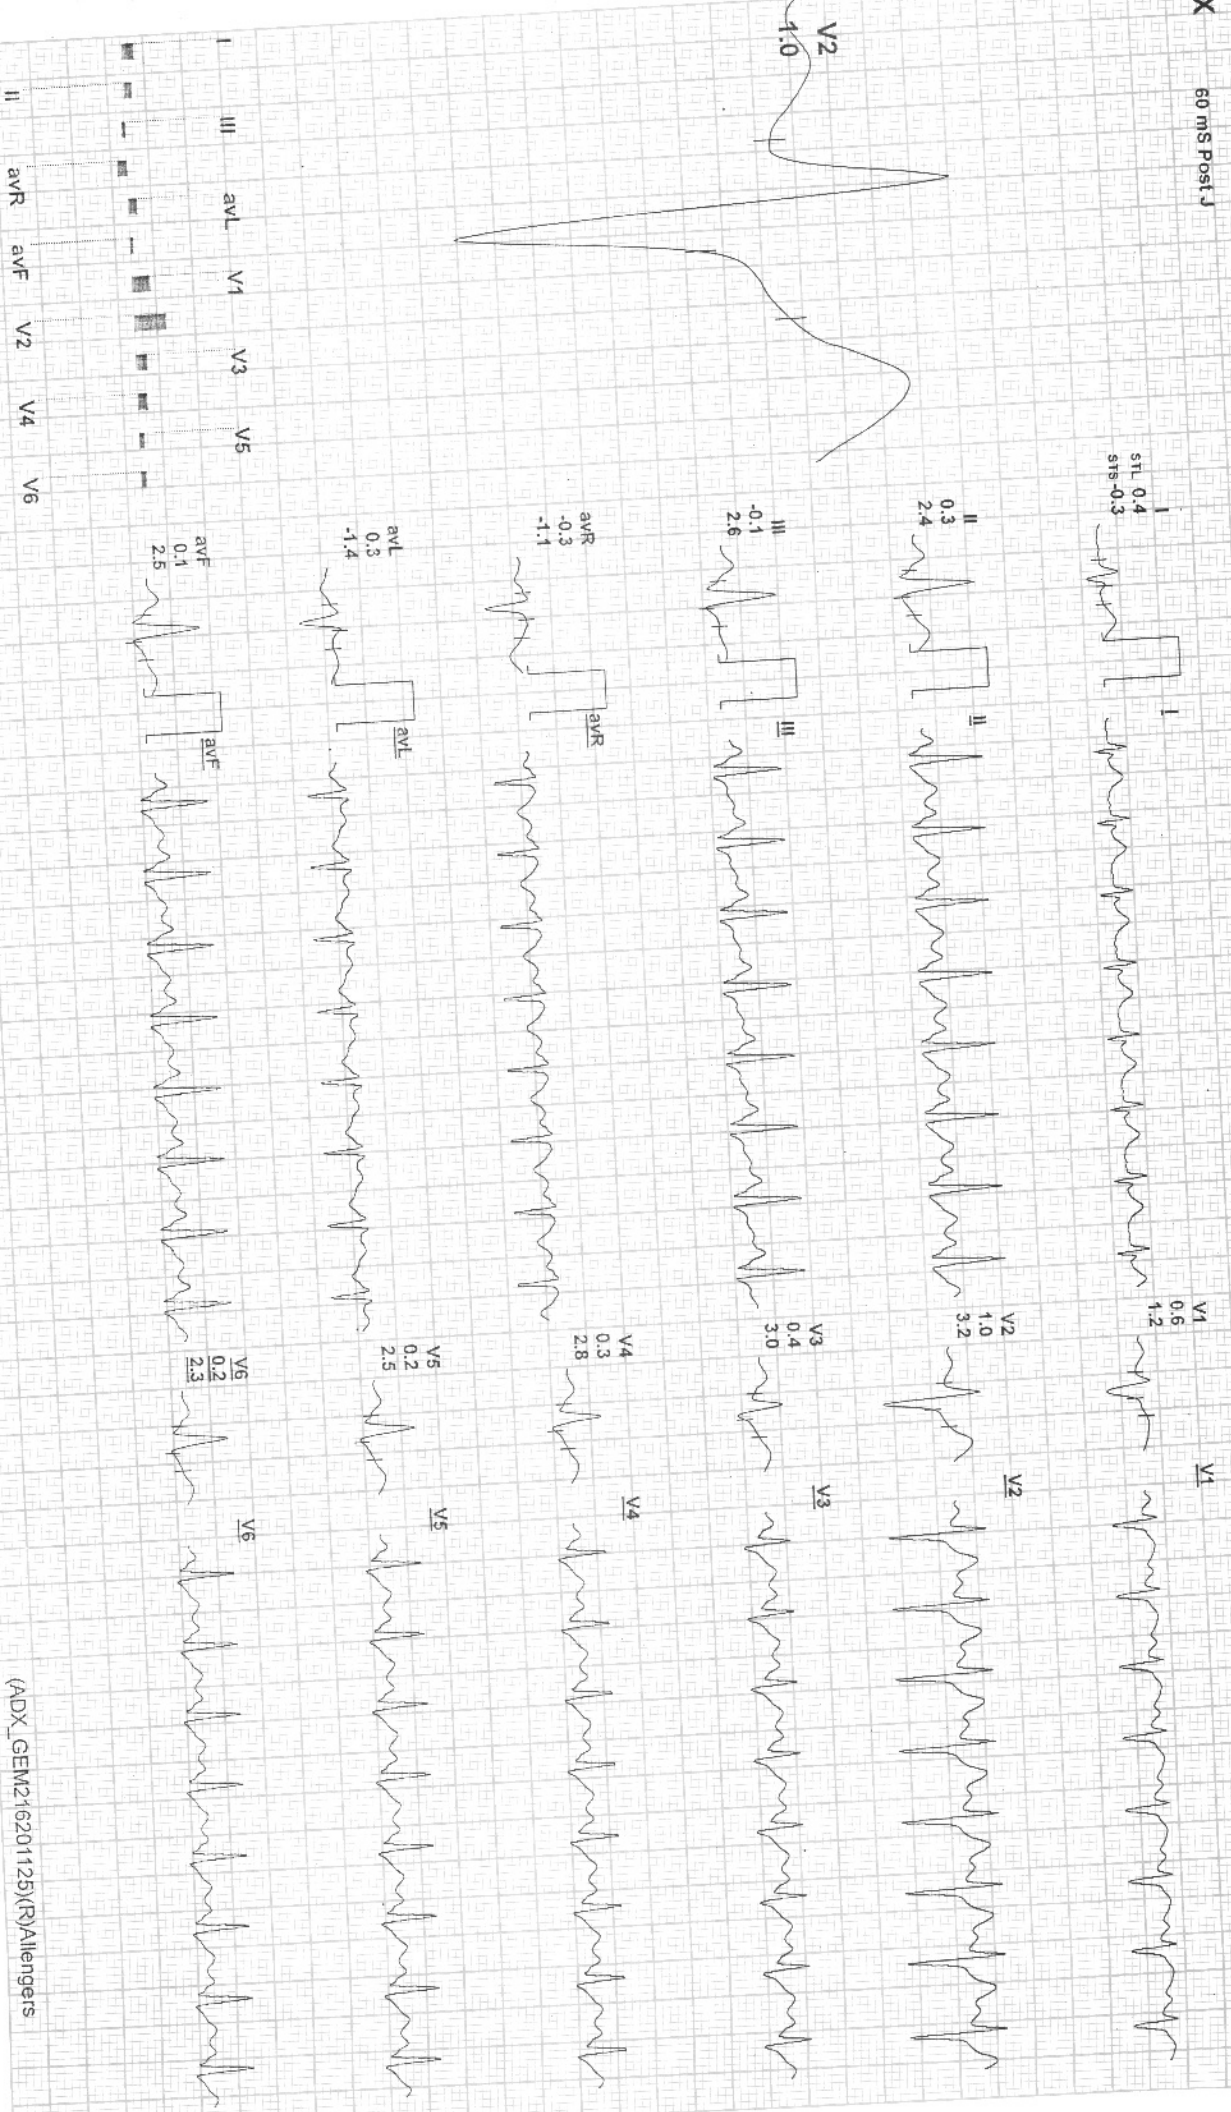 X
60 mS Post J
V2
1.0
I
STL 0.4
STS -0.3
I
II
0.3
2.4
II
III
-0.1
2.6
III
avR
-0.3
-1.1
avR
avL
0.3
-1.4
avL
avF
0.1
2.5
avF
V1
0.6
1.2
V1
V2
1.0
3.2
V2
V3
0.4
3.0
V3
V4
0.3
2.8
V4
V5
0.2
2.5
V5
V6
0.2
2.3
V6
I III avL V1 V3 V5
II avR avF V2 V4 V6
(ADX_GEM216201125)(R)Allengers